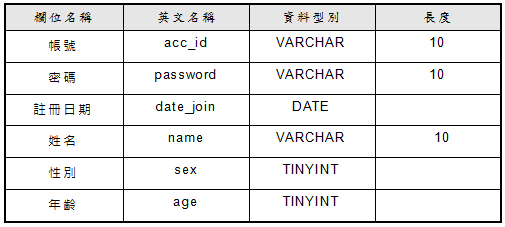 欄位名稱 英文名稱 資料型別 長度
帳號 acc_id VARCHAR 10
密碼 password VARCHAR 10
註冊日期 date_join DATE
姓名 name VARCHAR 10
性別 sex TINYINT
年齡 age TINYINT